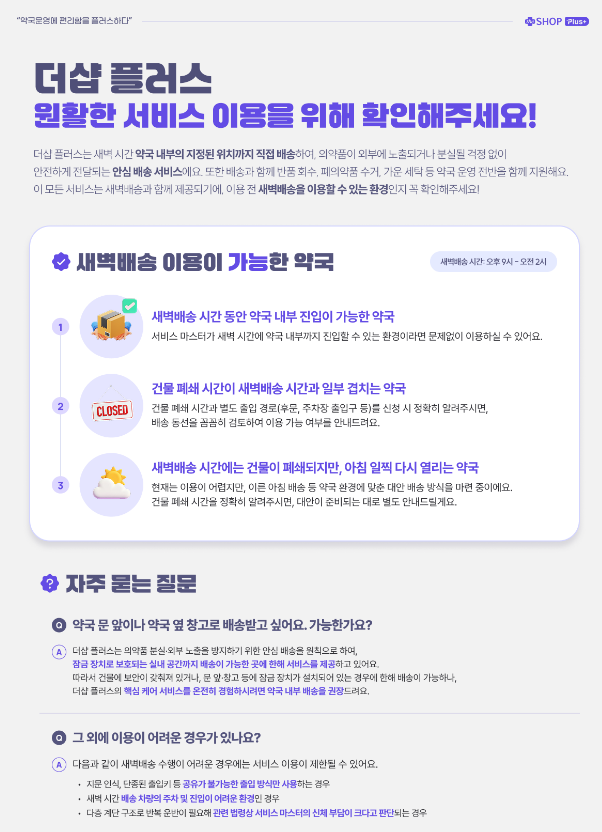 "약국운영에 편리함을 플러스하다"
SHOP Plus+
더샵 플러스
원활한 서비스 이용을 위해 확인해주세요!
더샵 플러스는 새벽 시간 약국 내부의 지정된 위치까지 직접 배송하여, 의약품이 외부에 노출되거나 분실될 걱정 없이
안전하게 전달되는 안심 배송 서비스예요. 또한 배송과 함께 반품 회수, 폐의약품 수거, 가운 세탁 등 약국 운영 전반을 함께 지원해요.
이 모든 서비스는 새벽배송과 함께 제공되기에, 이용 전 새벽배송을 이용할 수 있는 환경인지 꼭 확인해주세요!
새벽배송 이용이 가능한 약국
새벽배송 시간: 오후 9시 - 오전 2시
1
새벽배송 시간 동안 약국 내부 진입이 가능한 약국
서비스 마스터가 새벽 시간에 약국 내부까지 진입할 수 있는 환경이라면 문제없이 이용하실 수 있어요.
2
CLOSED
건물 폐쇄 시간이 새벽배송 시간과 일부 겹치는 약국
건물 폐쇄 시간과 별도 출입 경로(후문, 주차장 출입구 등)를 신청 시 정확히 알려주시면,
배송 동선을 꼼꼼히 검토하여 이용 가능 여부를 안내드려요.
3
새벽배송 시간에는 건물이 폐쇄되지만, 아침 일찍 다시 열리는 약국
현재는 이용이 어렵지만, 이른 아침 배송 등 약국 환경에 맞춘 대안 배송 방식을 마련 중이에요.
건물 폐쇄 시간을 정확히 알려주시면, 대안이 준비되는 대로 별도 안내드릴게요.
? 자주 묻는 질문
Q 약국 문 앞이나 약국 옆 창고로 배송받고 싶어요. 가능한가요?
A 더샵 플러스는 의약품 분실·외부 노출을 방지하기 위한 안심 배송을 원칙으로 하며,
잠금 장치로 보호되는 실내 공간까지 배송이 가능한 곳에 한해 서비스를 제공하고 있어요.
따라서 건물에 보안이 갖춰져 있거나, 문 앞·창고 등에 잠금 장치가 설치되어 있는 경우에 한해 배송이 가능하나,
더샵 플러스의 핵심 케어 서비스를 온전히 경험하시려면 약국 내부 배송을 권장드려요.
Q 그 외에 이용이 어려운 경우가 있나요?
A 다음과 같이 새벽배송 수행이 어려운 경우에는 서비스 이용이 제한될 수 있어요.
• 지문 인식, 단종된 출입키 등 공유가 불가능한 출입 방식만 사용하는 경우
• 새벽 시간 배송 차량의 주차 및 진입이 어려운 환경인 경우
• 다층 계단 구조로 반복 운반이 필요해 관련 법령상 서비스 마스터의 신체 부담이 크다고 판단되는 경우